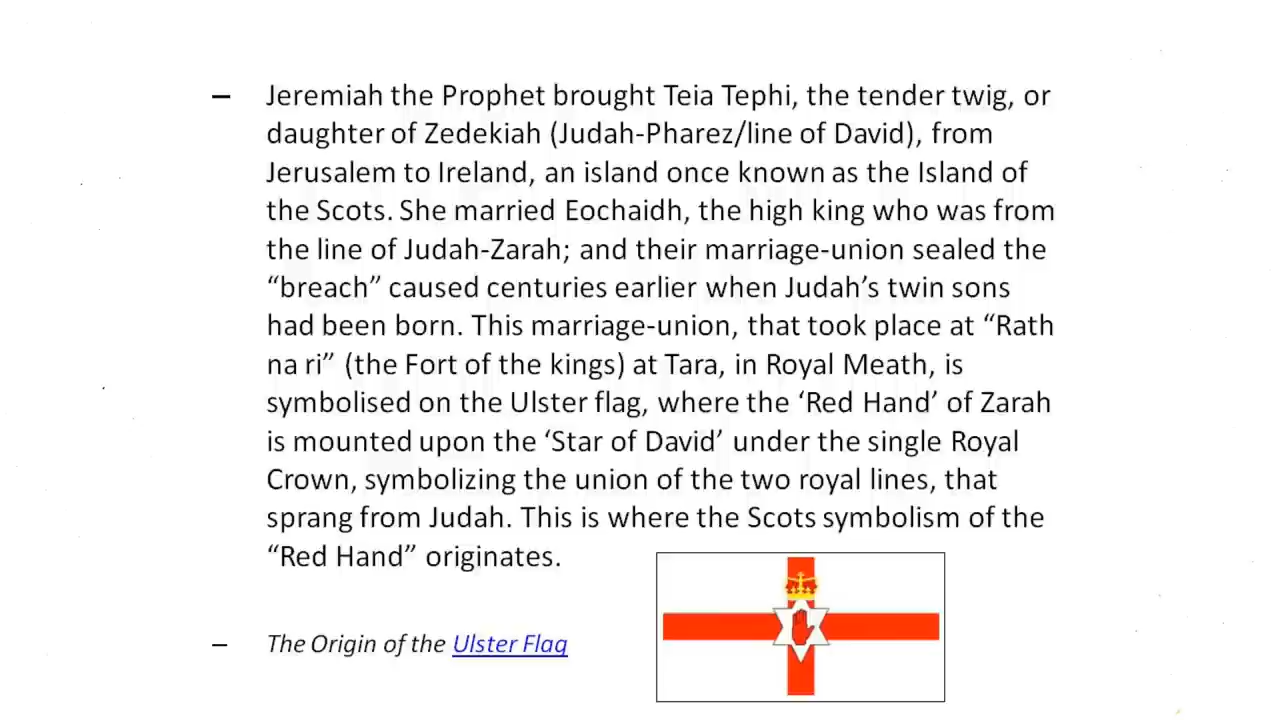 – Jeremiah the Prophet brought Teia Tephi, the tender twig, or
daughter of Zedekiah (Judah-Pharez/line of David), from
Jerusalem to Ireland, an island once known as the Island of
the Scots. She married Eochaidh, the high king who was from
the line of Judah-Zarah; and their marriage-union sealed the
“breach” caused centuries earlier when Judah’s twin sons
had been born. This marriage-union, that took place at “Rath
na ri” (the Fort of the kings) at Tara, in Royal Meath, is
symbolised on the Ulster flag, where the ‘Red Hand’ of Zarah
is mounted upon the ‘Star of David’ under the single Royal
Crown, symbolizing the union of the two royal lines, that
sprang from Judah. This is where the Scots symbolism of the
“Red Hand” originates.
– The Origin of the Ulster Flag